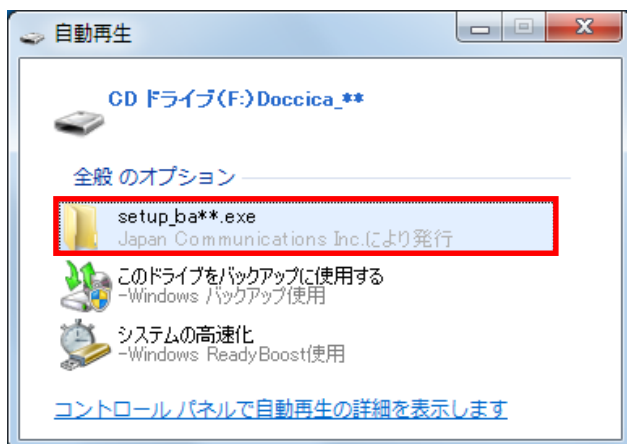 自動再生
CD ドライブ(F:)Doccica_**
全般 のオプション
setup_ba**.exe
Japan Communications Inc.により発行
このドライブをバックアップに使用する
-Windows バックアップ使用
システムの高速化
-Windows ReadyBoost使用
コントロール パネルで自動再生の詳細を表示します